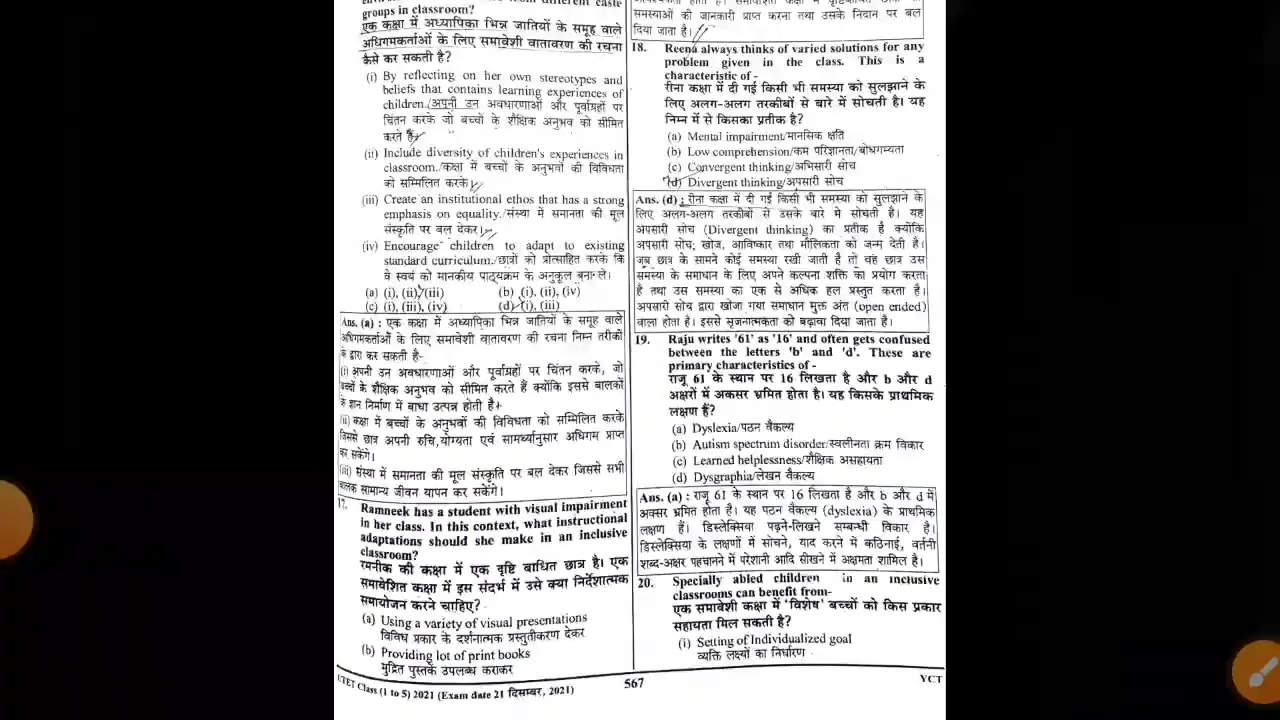 groups in classroom?
एक कक्षा में अध्यापिका भिन्न जातियों के समूह वाले
अधिगमकर्ताओं के लिए समावेशी वातावरण की रचना
कैसे कर सकती है?
(i) By reflecting on her own stereotypes and
beliefs that contains learning experiences of
children./अपनी उन अवधारणाओं और पूर्वाग्रहों पर
चिंतन करके जो बच्चों के शैक्षिक अनुभव को सीमित
करते हैं
(ii) Include diversity of children's experiences in
classroom./कक्षा में बच्चों के अनुभवों की विविधता
को सम्मिलित करके
(iii) Create an institutional ethos that has a strong
emphasis on equality./संस्था में समानता की मूल
संस्कृति पर बल देकर।
(iv) Encourage children to adapt to existing
standard curriculum./छात्रों को प्रोत्साहित करके कि
वे स्वयं को मानकीय पाठ्यक्रम के अनुकूल बना लें।
(a) (i), (ii), (iii) (b) (i), (ii), (iv)
(c) (i), (iii), (iv) (d) (i), (iii)
Ans. (a) : एक कक्षा में अध्यापिका भिन्न जातियों के समूह वाले
अधिगमकर्ताओं के लिए समावेशी वातावरण की रचना निम्न तरीकों
के द्वारा कर सकती है-
(i) अपनी उन अवधारणाओं और पूर्वाग्रहों पर चिंतन करके, जो
बच्चों के शैक्षिक अनुभव को सीमित करते हैं क्योंकि इससे बालकों
के ज्ञान निर्माण में बाधा उत्पन्न होती है।
(ii) कक्षा में बच्चों के अनुभवों की विविधता को सम्मिलित करके
जिससे छात्र अपनी रुचि,योग्यता एवं सामर्थ्यानुसार अधिगम प्राप्त
कर सकेंगे।
(iii) संस्था में समानता की मूल संस्कृति पर बल देकर जिससे सभी
बालक सामान्य जीवन यापन कर सकेंगे।
17. Ramneek has a student with visual impairment
in her class. In this context, what instructional
adaptations should she make in an inclusive
classroom?
रमनीक की कक्षा में एक दृष्टि बाधित छात्र है। एक
समावेशित कक्षा में इस संदर्भ में उसे क्या निर्देशात्मक
समायोजन करने चाहिए?
(a) Using a variety of visual presentations
विविध प्रकार के दर्शनात्मक प्रस्तुतीकरण देकर
(b) Providing lot of print books
मुद्रित पुस्तकें उपलब्ध कराकर
CTET Class (1 to 5) 2021 (Exam date 21 दिसम्बर, 2021)
समस्याओं की जानकारी प्राप्त करना तथा उसके निदान पर बल
दिया जाता है।
18. Reena always thinks of varied solutions for any
problem given in the class. This is a
characteristic of -
रीना कक्षा में दी गई किसी भी समस्या को सुलझाने के
लिए अलग-अलग तरकीबों से बारे में सोचती है। यह
निम्न में से किसका प्रतीक है?
(a) Mental impairment/मानसिक क्षति
(b) Low comprehension/कम परिज्ञानता/बोधगम्यता
(c) Convergent thinking/अभिसारी सोच
(d) Divergent thinking/अपसारी सोच
Ans. (d) : रीना कक्षा में दी गई किसी भी समस्या को सुलझाने के
लिए अलग-अलग तरकीबों से उसके बारे मे सोचती है। यह
अपसारी सोच (Divergent thinking) का प्रतीक है क्योंकि
अपसारी सोच; खोज, आविष्कार तथा मौलिकता को जन्म देती है।
जब छात्र के सामने कोई समस्या रखी जाती है तो वह छात्र उस
समस्या के समाधान के लिए अपने कल्पना शक्ति का प्रयोग करता
है तथा उस समस्या का एक से अधिक हल प्रस्तुत करता है।
अपसारी सोच द्वारा खोजा गया समाधान मुक्त अंत (open ended)
वाला होता है। इससे सृजनात्मकता को बढ़ावा दिया जाता है।
19. Raju writes '61' as '16' and often gets confused
between the letters 'b' and 'd'. These are
primary characteristics of -
राजू 61 के स्थान पर 16 लिखता है और b और d
अक्षरों में अकसर भ्रमित होता है। यह किसके प्राथमिक
लक्षण हैं?
(a) Dyslexia/पठन वैकल्य
(b) Autism spectrum disorder/स्वलीनता क्रम विकार
(c) Learned helplessness/शैक्षिक असहायता
(d) Dysgraphia/लेखन वैकल्य
Ans. (a) : राजू 61 के स्थान पर 16 लिखता है और b और d में
अक्सर भ्रमित होता है। यह पठन वैकल्य (dyslexia) के प्राथमिक
लक्षण हैं। डिस्लेक्सिया पढ़ने-लिखने सम्बन्धी विकार है।
डिस्लेक्सिया के लक्षणों में सोचने, याद करने में कठिनाई, वर्तनी
शब्द-अक्षर पहचानने में परेशानी आदि सीखने में अक्षमता शामिल है।
20. Specially abled children in an inclusive
classrooms can benefit from-
एक समावेशी कक्षा में 'विशेष' बच्चों को किस प्रकार
सहायता मिल सकती है?
(i) Setting of Individualized goal
व्यक्ति लक्ष्यों का निर्धारण
567
YCT